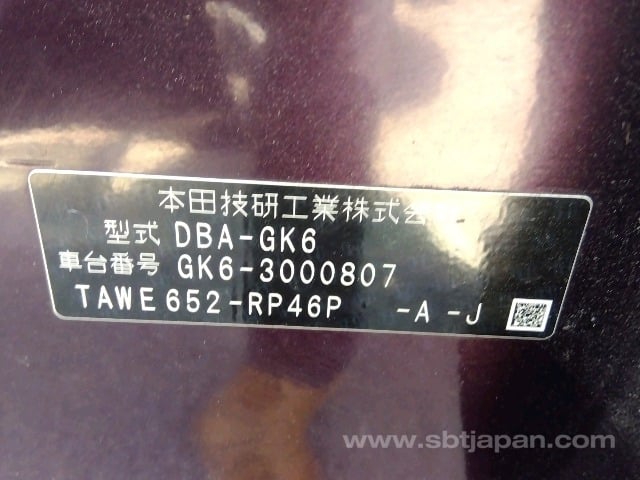 本田技研工業株式会
型式 DBA-GK6
車台番号 GK6-3000807
TAWE652-RP46P -A -J
www.sbtjapan.com